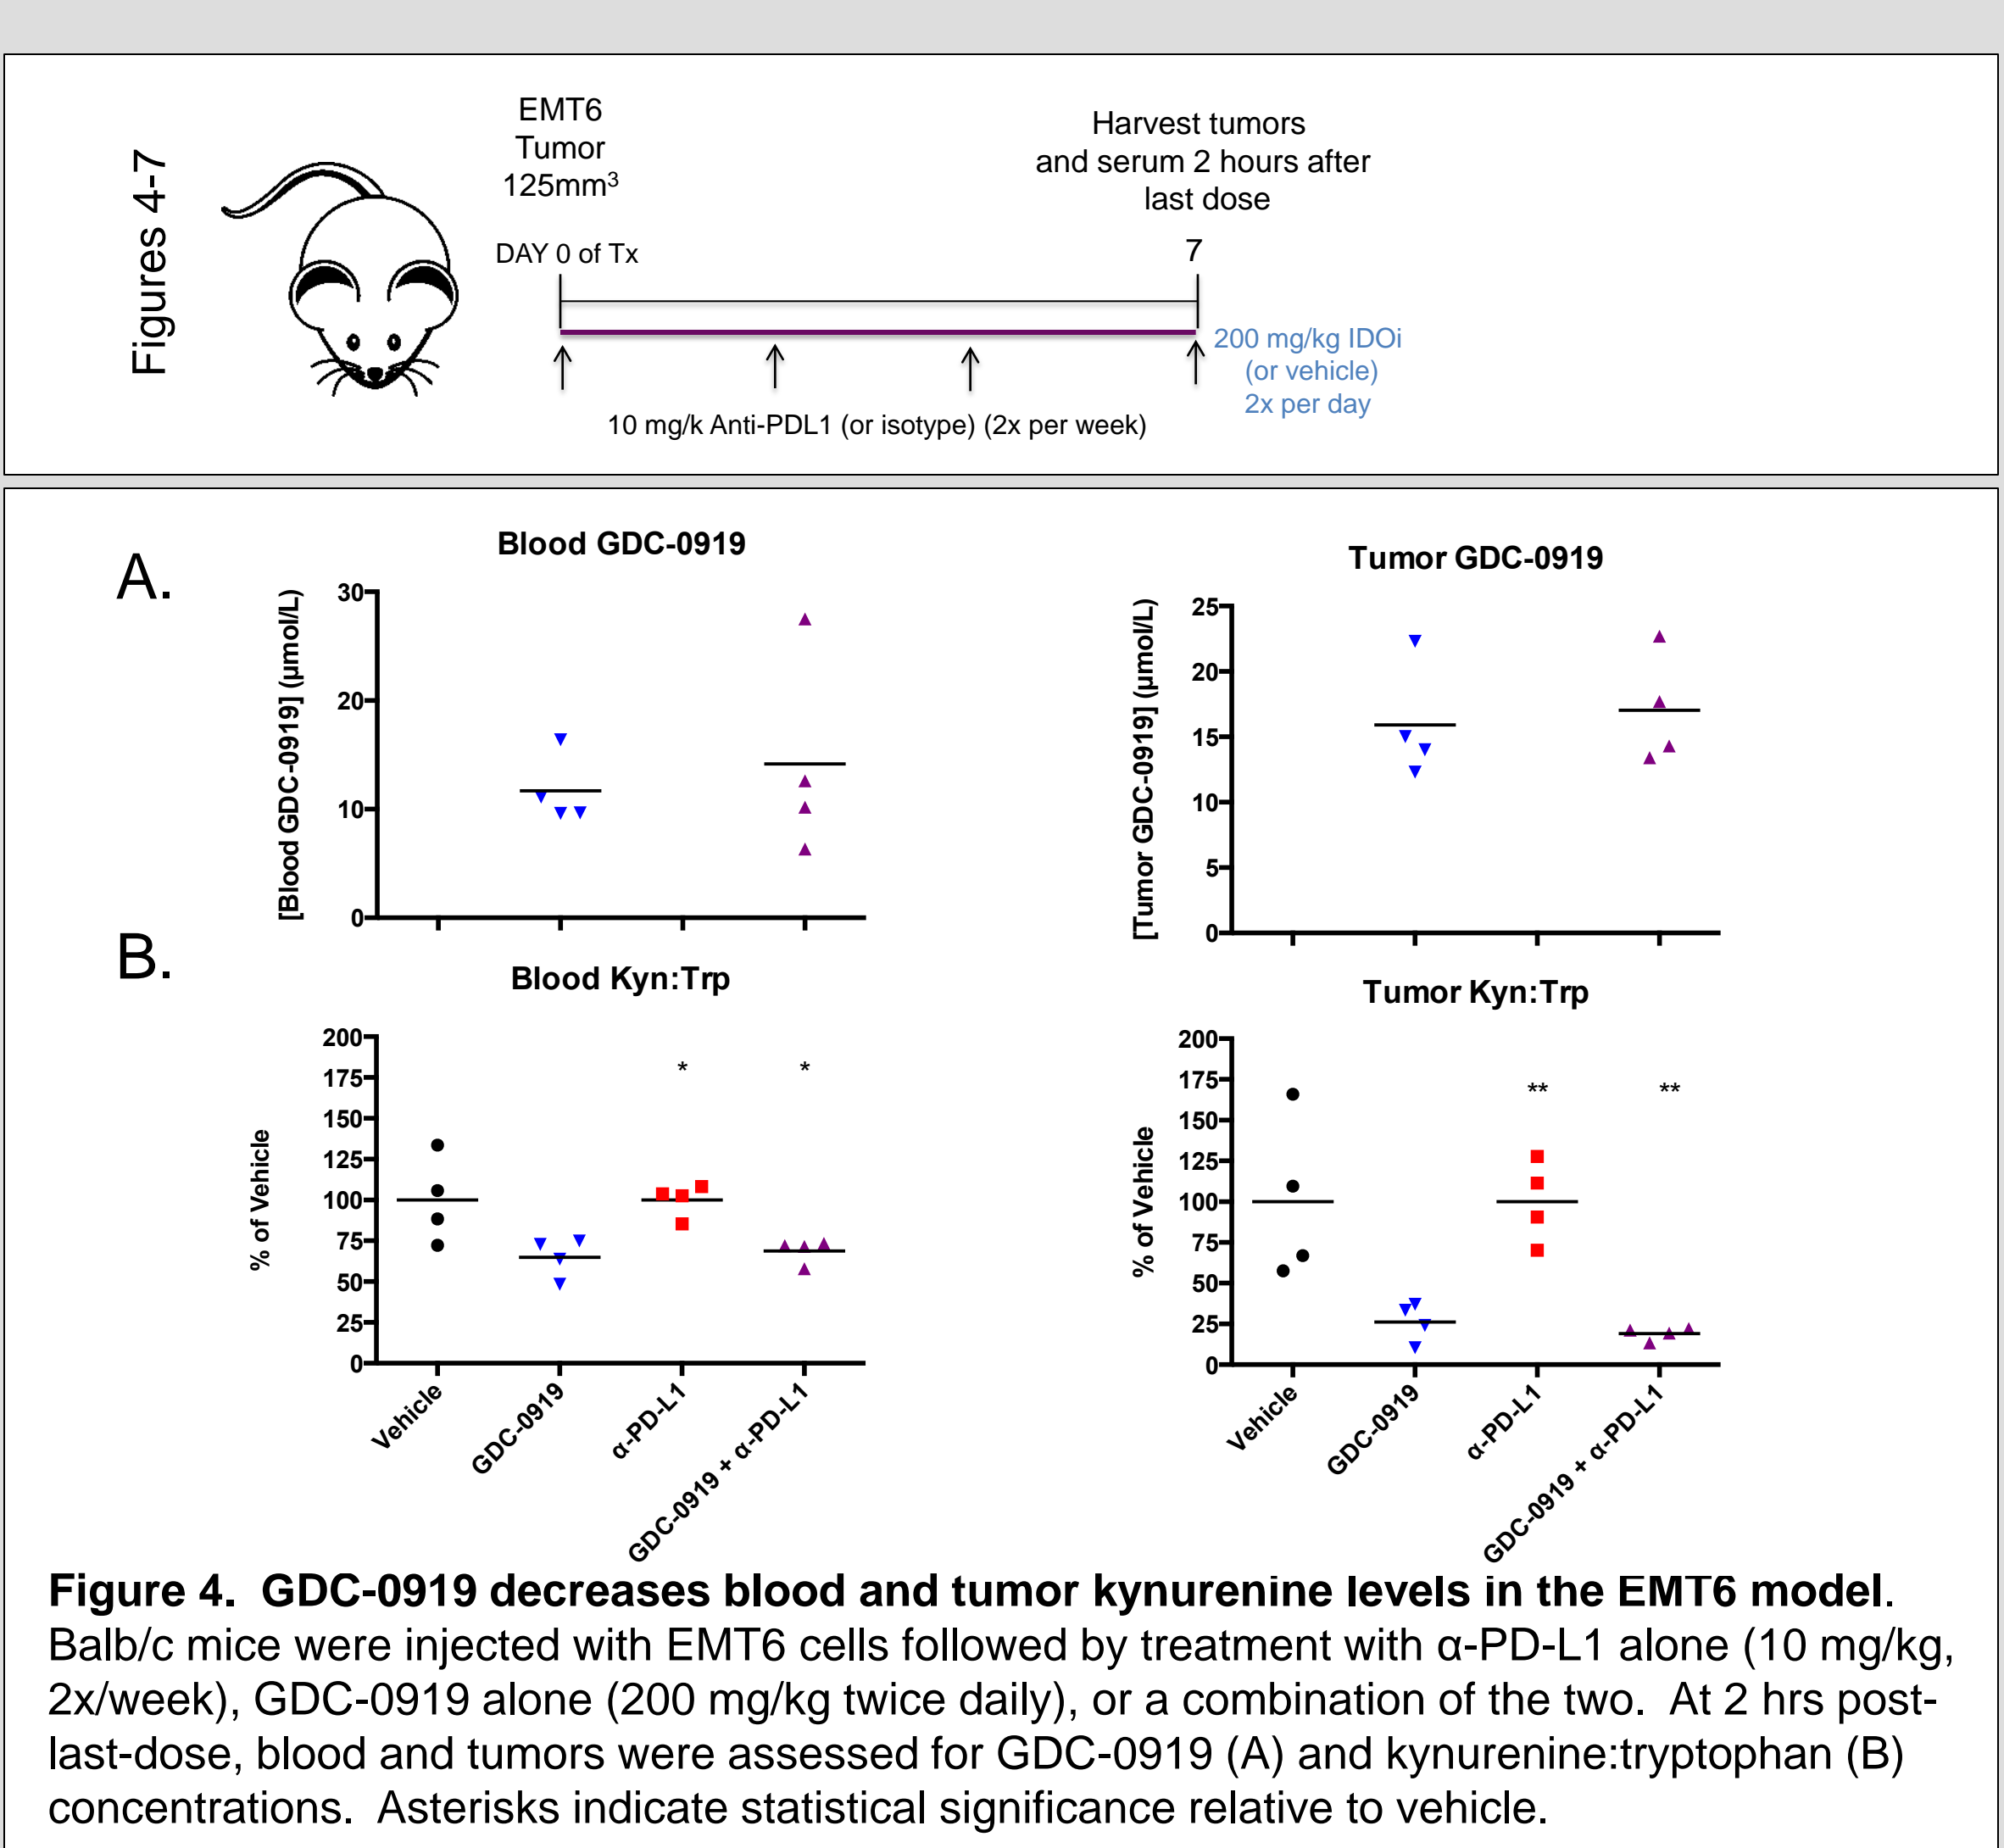 Figures 4-7
EMT6
Tumor
125mm³
DAY 0 of Tx
Harvest tumors
and serum 2 hours after
last dose
7
200 mg/kg IDOi
(or vehicle)
2x per day
10 mg/k Anti-PDL1 (or isotype) (2x per week)
A.
Blood GDC-0919
[Blood GDC-0919] (µmol/L)
30
20
10
0
Tumor GDC-0919
[Tumor GDC-0919] (µmol/L)
25
20
15
10
5
0
B.
Blood Kyn:Trp
% of Vehicle
200
175
150
125
100
75
50
25
0
*
*
Vehicle
GDC-0919
α-PD-L1
GDC-0919 + α-PD-L1
Tumor Kyn:Trp
% of Vehicle
200
175
150
125
100
75
50
25
0
**
**
Vehicle
GDC-0919
α-PD-L1
GDC-0919 + α-PD-L1
Figure 4.  GDC-0919 decreases blood and tumor kynurenine levels in the EMT6 model.
Balb/c mice were injected with EMT6 cells followed by treatment with α-PD-L1 alone (10 mg/kg,
2x/week), GDC-0919 alone (200 mg/kg twice daily), or a combination of the two.  At 2 hrs post-
last-dose, blood and tumors were assessed for GDC-0919 (A) and kynurenine:tryptophan (B)
concentrations.  Asterisks indicate statistical significance relative to vehicle.